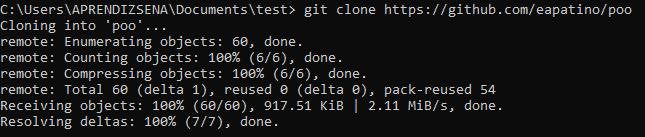 C:\Users\APRENDIZSENA\Documents\test> git clone https://github.com/eapatino/poo
Cloning into 'poo'...
remote: Enumerating objects: 60, done.
remote: Counting objects: 100% (6/6), done.
remote: Compressing objects: 100% (6/6), done.
remote: Total 60 (delta 1), reused 0 (delta 0), pack-reused 54
Receiving objects: 100% (60/60), 917.51 KiB | 2.11 MiB/s, done.
Resolving deltas: 100% (7/7), done.